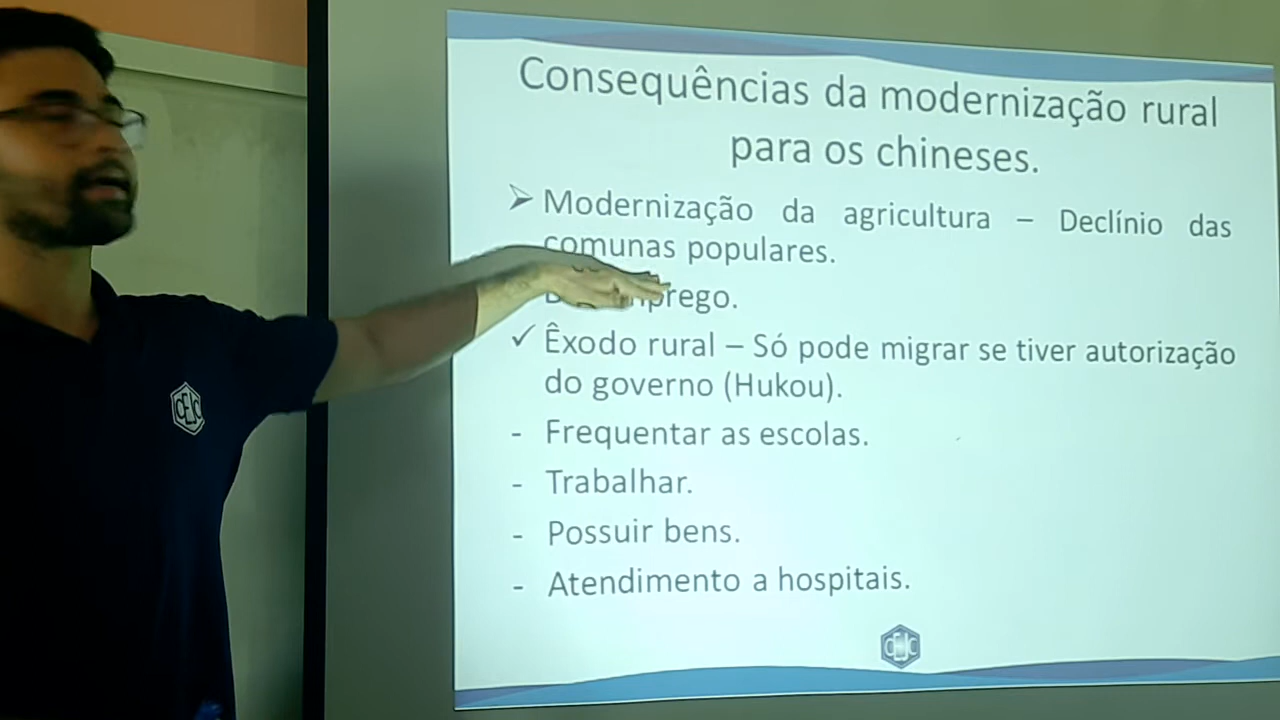 Consequências da modernização rural
para os chineses.
Modernização da agricultura – Declínio das
comunas populares.
Êxodo rural – Só pode migrar se tiver autorização
do governo (Hukou).
- Frequentar as escolas.
- Trabalhar.
- Possuir bens.
- Atendimento a hospitais.